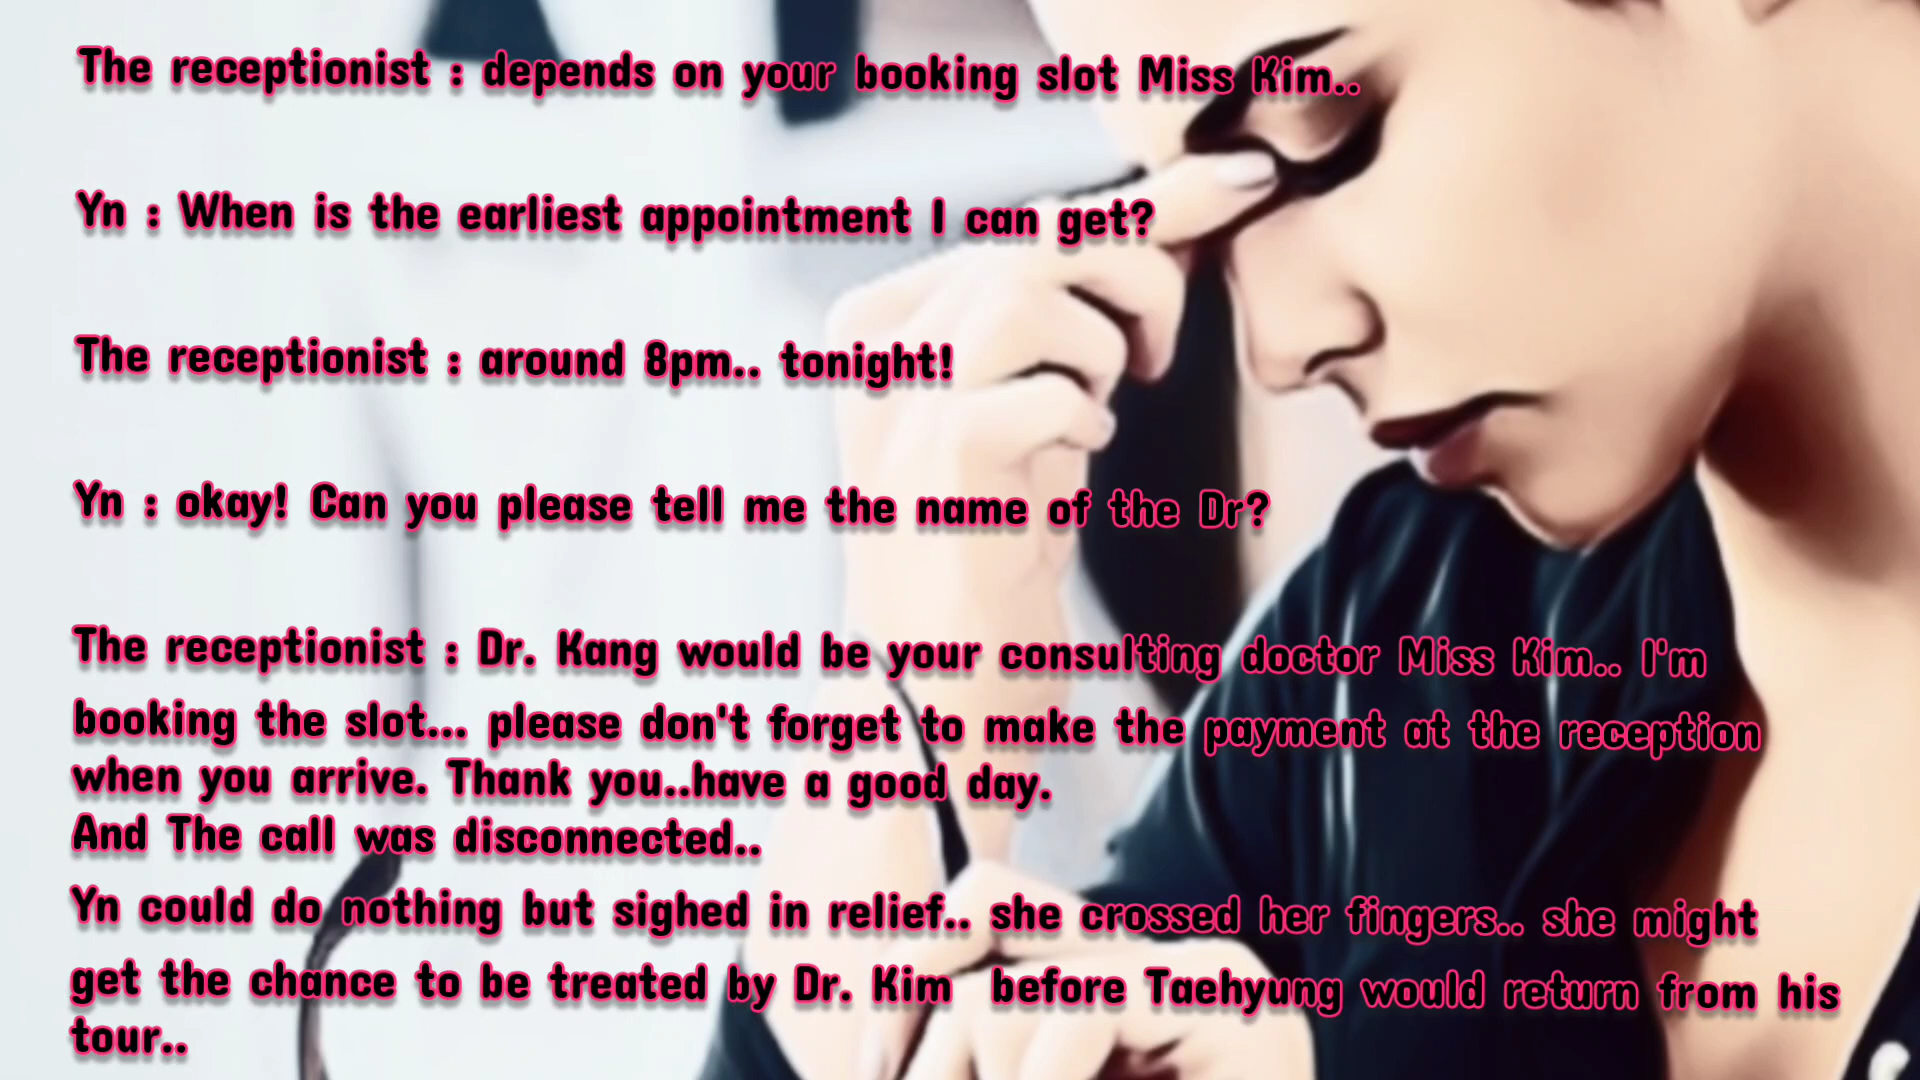 The receptionist : depends on your booking slot Miss Kim..
Yn : When is the earliest appointment I can get?
The receptionist : around 8pm.. tonight!
Yn : okay! Can you please tell me the name of the Dr?
The receptionist : Dr. Kang would be your consulting doctor Miss Kim.. I'm
booking the slot... please don't forget to make the payment at the reception
when you arrive. Thank you..have a good day.
And The call was disconnected..
Yn could do nothing but sighed in relief.. she crossed her fingers.. she might
get the chance to be treated by Dr. Kim before Taehyung would return from his
tour..